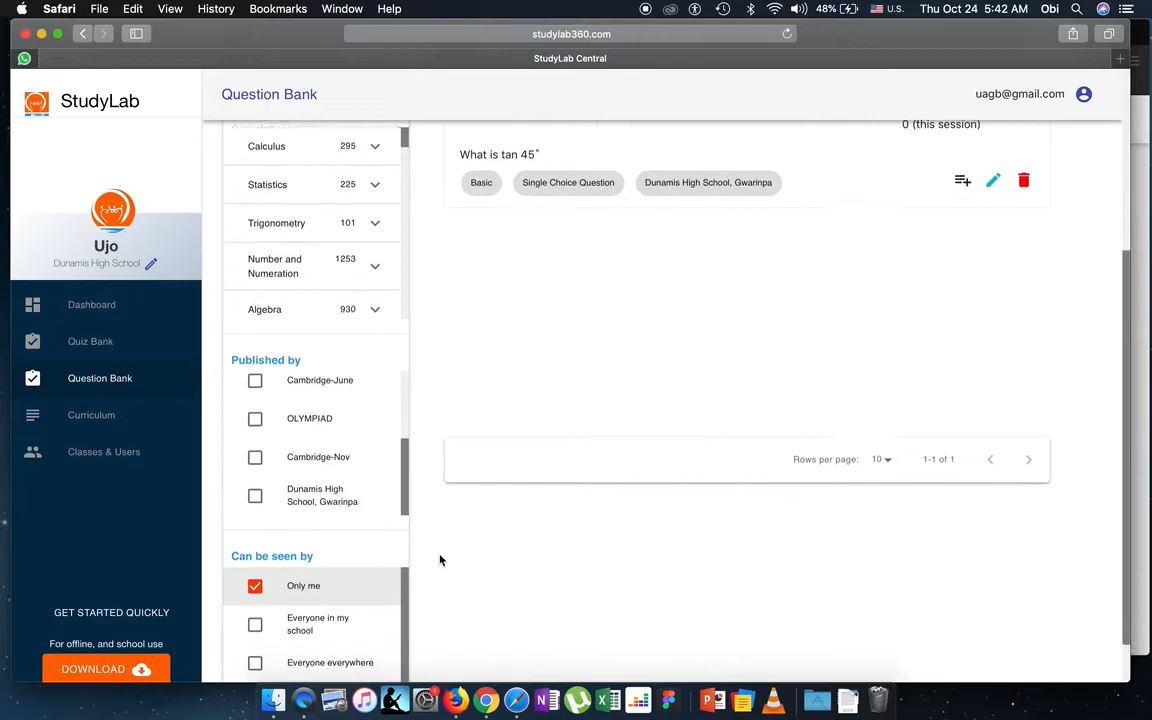 Safari File Edit View History Bookmarks Window Help
48% U.S. Thu Oct 24 5:42 AM Obi
studylab360.com
StudyLab Central
StudyLab
Question Bank
uagb@gmail.com
Ujo
Dunamis High School
Dashboard
Quiz Bank
Question Bank
Curriculum
Classes & Users
GET STARTED QUICKLY
For offline, and school use
DOWNLOAD
Calculus 295
Statistics 225
Trigonometry 101
Number and 1253
Numeration
Algebra 930
Published by
Cambridge-June
OLYMPIAD
Cambridge-Nov
Dunamis High
School, Gwarinpa
Can be seen by
Only me
Everyone in my
school
Everyone everywhere
0 (this session)
What is tan 45˚
Basic Single Choice Question Dunamis High School, Gwarinpa
Rows per page: 10 1-1 of 1